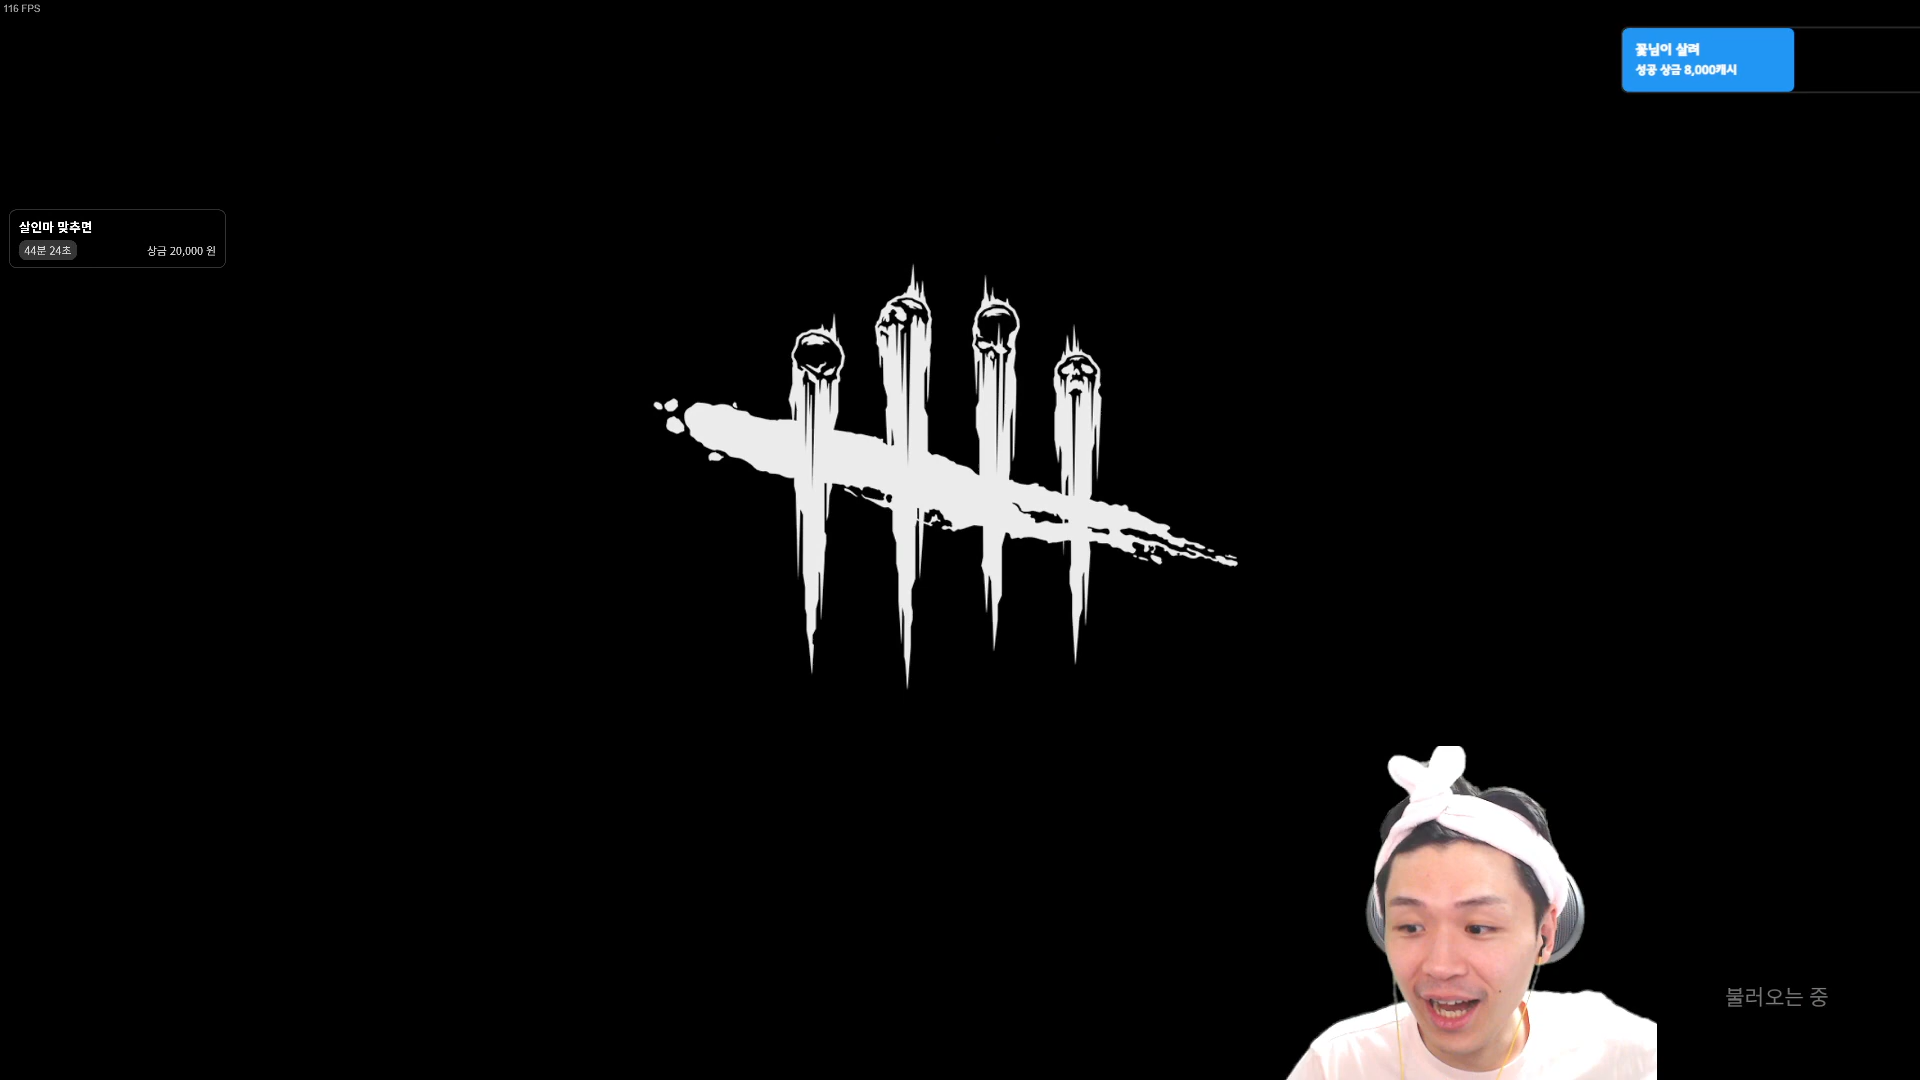 116 FPS
꽃님이 살려
성공 상금 8,000캐시
살인마 맞추면
44분 24초
상금 20,000 원
불러오는 중